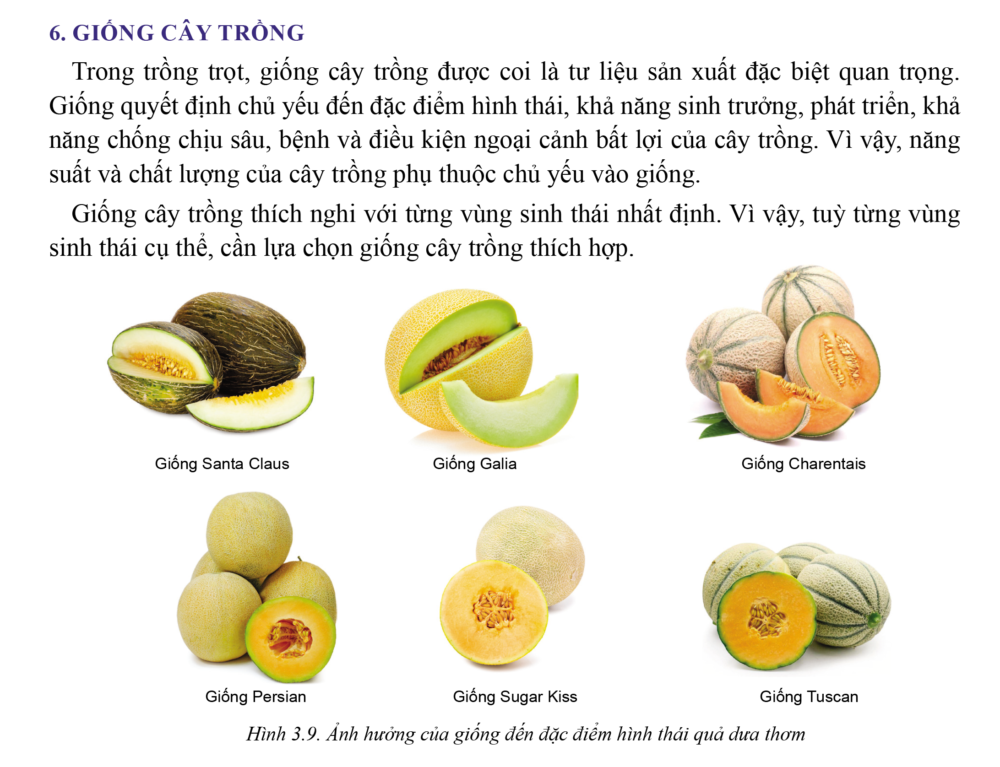 6. GIỐNG CÂY TRỒNG
Trong trồng trọt, giống cây trồng được coi là tư liệu sản xuất đặc biệt quan trọng.
Giống quyết định chủ yếu đến đặc điểm hình thái, khả năng sinh trưởng, phát triển, khả
năng chống chịu sâu, bệnh và điều kiện ngoại cảnh bất lợi của cây trồng. Vì vậy, năng
suất và chất lượng của cây trồng phụ thuộc chủ yếu vào giống.
Giống cây trồng thích nghi với từng vùng sinh thái nhất định. Vì vậy, tuỳ từng vùng
sinh thái cụ thể, cần lựa chọn giống cây trồng thích hợp.
Giống Santa Claus
Giống Galia
Giống Charentais
Giống Persian
Giống Sugar Kiss
Giống Tuscan
Hình 3.9. Ảnh hưởng của giống đến đặc điểm hình thái quả dưa thơm